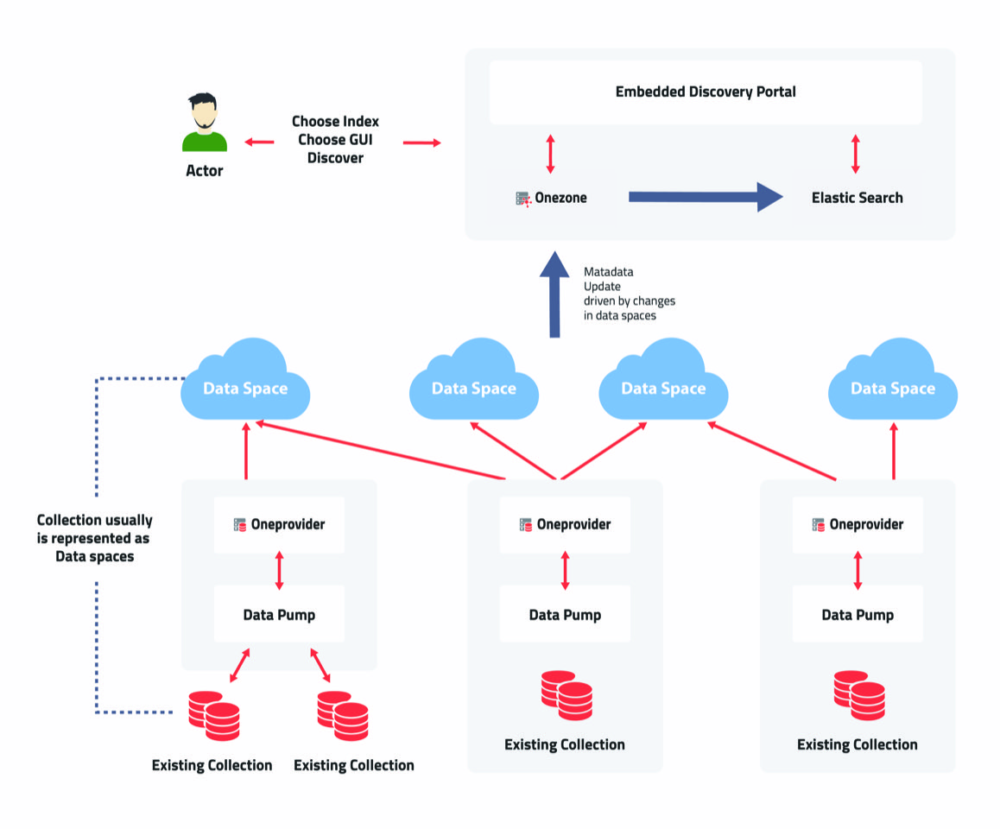 Embedded Discovery Portal
Choose Index
Choose GUI
Discover
Actor
Onezone
Elastic Search
Matadata
Update
driven by changes
in data spaces
Data Space
Data Space
Data Space
Data Space
Collection usually
is represented as
Data spaces
Oneprovider
Oneprovider
Oneprovider
Data Pump
Data Pump
Data Pump
Existing Collection
Existing Collection
Existing Collection
Existing Collection